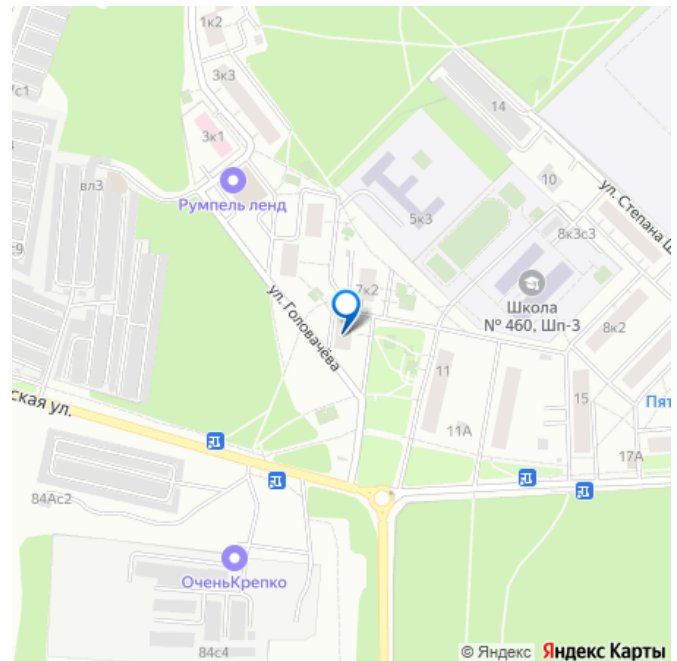 1к2
3к3
14
3к1
вл3
Румпель ленд
10
5к3
ул. Степана Ш
8к3с3
7к2
Школа
№ 460, Шп-3
ул. Головачёва
8к2
11
15
Пят
ская ул.
11А
17А
84Ас2
ОченьКрепко
84с4
© Яндекс Яндекс Карты